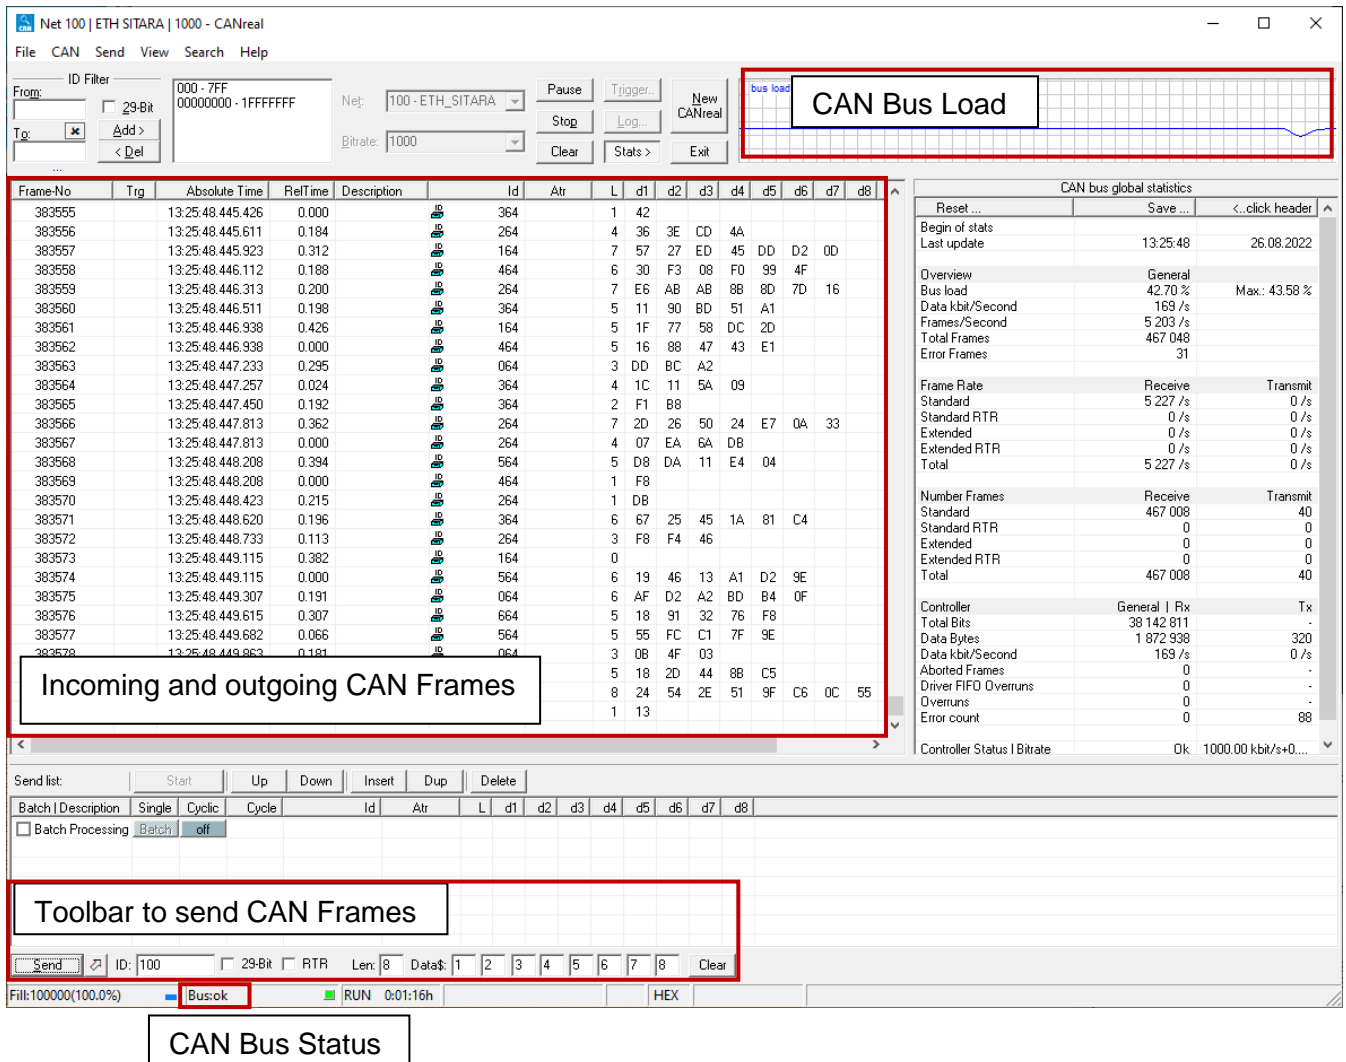 Net 100 | ETH SITARA | 1000 - CANreal
File CAN Send View Search Help
ID Filter
From:
29-Bit
To:
Add >
< Del
...
000 - 7FF
00000000 - 1FFFFFFF
Net: 100 - ETH_SITARA
Bitrate: 1000
Pause Trigger.. New CANreal
Stop Log...
Clear Stats > Exit
bus load
CAN Bus Load
Frame-No Trg Absolute Time RelTime Description Id Atr L d1 d2 d3 d4 d5 d6 d7 d8
383555 13:25:48.445.426 0.000 364 1 42
383556 13:25:48.445.611 0.184 264 4 36 3E CD 4A
383557 13:25:48.445.923 0.312 164 7 57 27 ED 45 DD D2 0D
383558 13:25:48.446.112 0.188 464 6 30 F3 08 F0 99 4F
383559 13:25:48.446.313 0.200 264 7 E6 AB AB 8B 8D 7D 16
383560 13:25:48.446.511 0.198 364 5 11 90 BD 51 A1
383561 13:25:48.446.938 0.426 164 5 1F 77 58 DC 2D
383562 13:25:48.446.938 0.000 464 5 16 88 47 43 E1
383563 13:25:48.447.233 0.295 064 3 DD BC A2
383564 13:25:48.447.257 0.024 364 4 1C 11 5A 09
383565 13:25:48.447.450 0.192 364 2 F1 B8
383566 13:25:48.447.813 0.362 264 7 2D 26 50 24 E7 0A 33
383567 13:25:48.447.813 0.000 264 4 07 EA 6A DB
383568 13:25:48.448.208 0.394 564 5 D8 DA 11 E4 04
383569 13:25:48.448.208 0.000 464 1 F8
383570 13:25:48.448.423 0.215 264 1 DB
383571 13:25:48.448.620 0.196 364 6 67 25 45 1A 81 C4
383572 13:25:48.448.733 0.113 264 3 F8 F4 46
383573 13:25:48.449.115 0.382 164 0
383574 13:25:48.449.115 0.000 564 6 19 46 13 A1 D2 9E
383575 13:25:48.449.307 0.191 064 6 AF D2 A2 BD B4 0F
383576 13:25:48.449.615 0.307 664 5 18 91 32 76 F8
383577 13:25:48.449.682 0.066 564 5 55 FC C1 7F 9E
383578 13:25:48.449.863 0.181 064 3 0B 4F 03
5 18 2D 44 8B C5
8 24 54 2E 51 9F C6 0C 55
1 13
Incoming and outgoing CAN Frames
CAN bus global statistics
Reset ... Save ... <..click header
Begin of stats
Last update 13:25:48 26.08.2022
Overview General
Bus load 42.70 % Max.: 43.58 %
Data kbit/Second 169 /s
Frames/Second 5 203 /s
Total Frames 467 048
Error Frames 31
Frame Rate Receive Transmit
Standard 5 227 /s 0 /s
Standard RTR 0 /s 0 /s
Extended 0 /s 0 /s
Extended RTR 0 /s 0 /s
Total 5 227 /s 0 /s
Number Frames Receive Transmit
Standard 467 008 40
Standard RTR 0 0
Extended 0 0
Extended RTR 0 0
Total 467 008 40
Controller General | Rx Tx
Total Bits 38 142 811 -
Data Bytes 1 872 938 320
Data kbit/Second 169 /s 0 /s
Aborted Frames 0 -
Driver FIFO Overruns 0 -
Overruns 0 -
Error count 0 88
Controller Status | Bitrate Ok 1000.00 kbit/s+0....
Send list: Start Up Down Insert Dup Delete
Batch | Description Single Cyclic Cycle Id Atr L d1 d2 d3 d4 d5 d6 d7 d8
Batch Processing Batch off
Toolbar to send CAN Frames
Send ID: 100 29-Bit RTR Len: 8 Data$: 1 2 3 4 5 6 7 8 Clear
Fill:100000(100.0%) Bus:ok RUN 0:01:16h HEX
CAN Bus Status